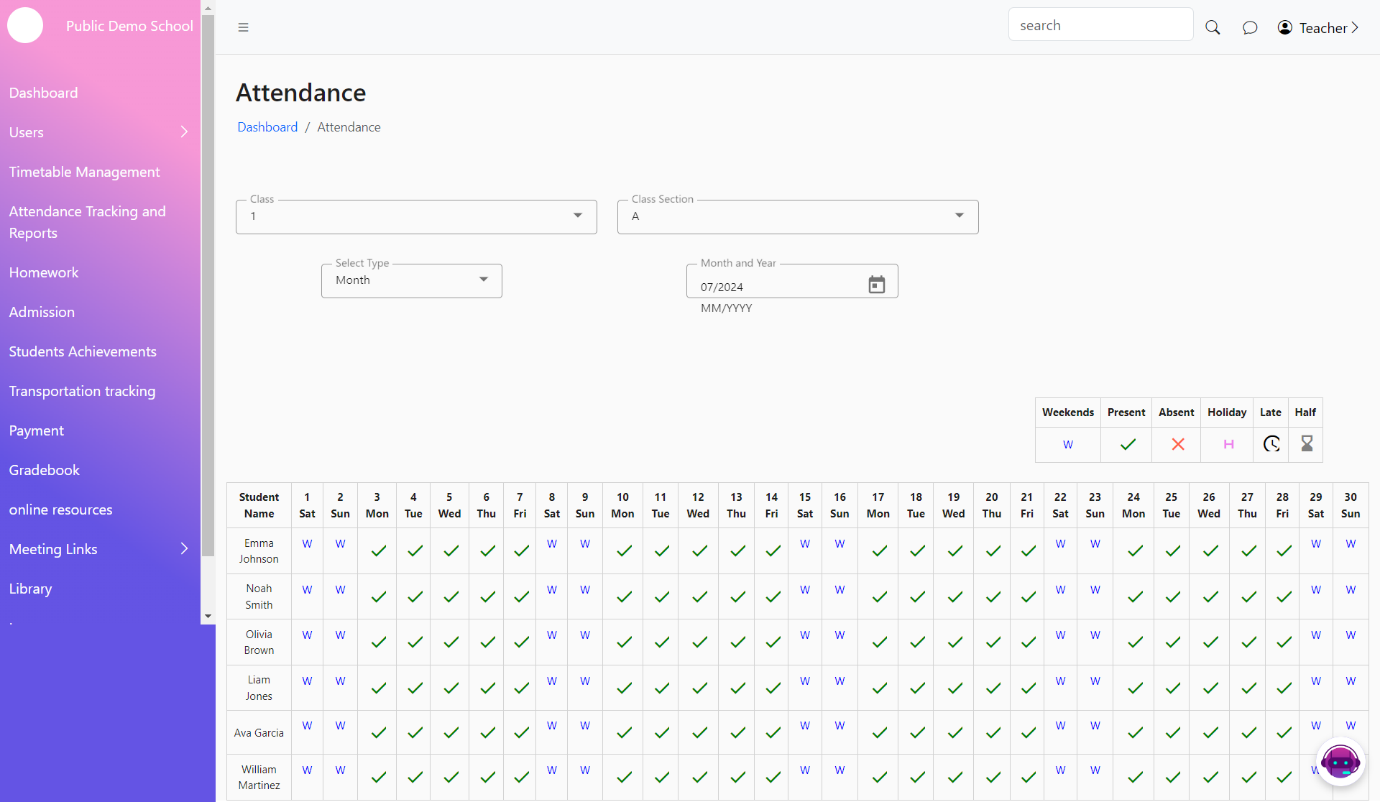 Public Demo School
search
Teacher
Dashboard
Users
Timetable Management
Attendance Tracking and
Reports
Homework
Admission
Students Achievements
Transportation tracking
Payment
Gradebook
online resources
Meeting Links
Library
Attendance
Dashboard / Attendance
Class
1
Class Section
A
Select Type
Month
Month and Year
07/2024
MM/YYYY
Weekends Present Absent Holiday Late Half
W H
Student 1 2 3 4 5 6 7 8 9 10 11 12 13 14 15 16 17 18 19 20 21 22 23 24 25 26 27 28 29 30
Name Sat Sun Mon Tue Wed Thu Fri Sat Sun Mon Tue Wed Thu Fri Sat Sun Mon Tue Wed Thu Fri Sat Sun Mon Tue Wed Thu Fri Sat Sun
Emma W W W W W W W W W W
Johnson
Noah W W W W W W W W W W
Smith
Olivia W W W W W W W W W W
Brown
Liam W W W W W W W W W W
Jones
Ava Garcia W W W W W W W W W W
William W W W W W W W W
Martinez